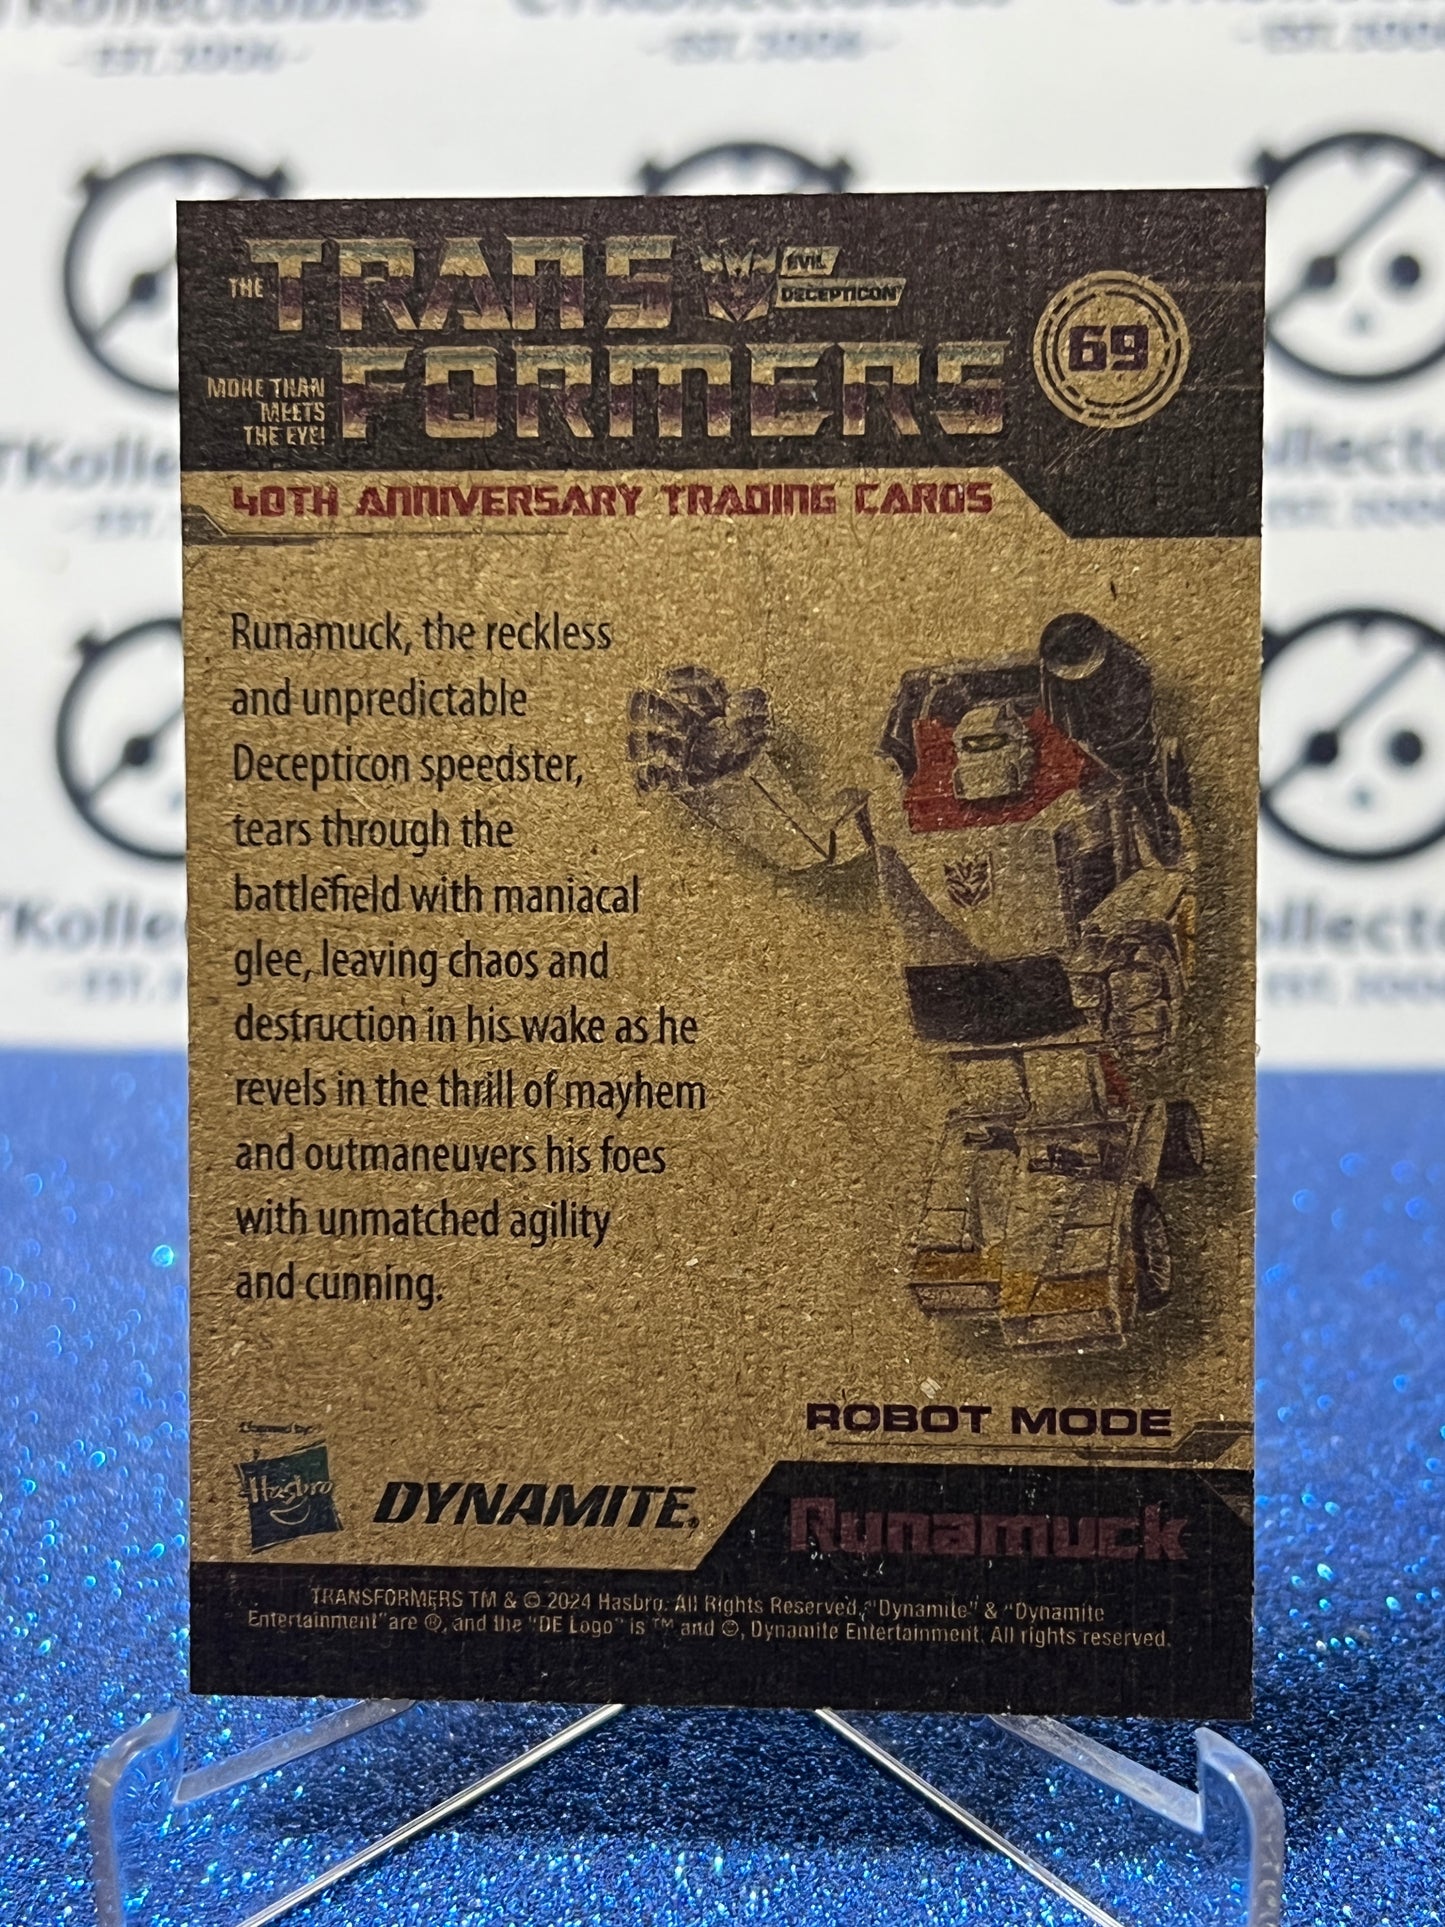 THE TRANS EVIL DECEPTICON
MORE THAN MEETS THE EYE! FORMERS
69
40TH ANNIVERSARY TRADING CARDS
Runamuck, the reckless
and unpredictable
Decepticon speedster,
tears through the
battlefield with maniacal
glee, leaving chaos and
destruction in his wake as he
revels in the thrill of mayhem
and outmaneuvers his foes
with unmatched agility
and cunning.
ROBOT MODE
Licensed by:
Hasbro
DYNAMITE®
Runamuck
TRANSFORMERS TM & © 2024 Hasbro. All Rights Reserved. "Dynamite" & "Dynamite
Entertainment" are ®, and the "DE Logo" is ™ and ©, Dynamite Entertainment. All rights reserved.